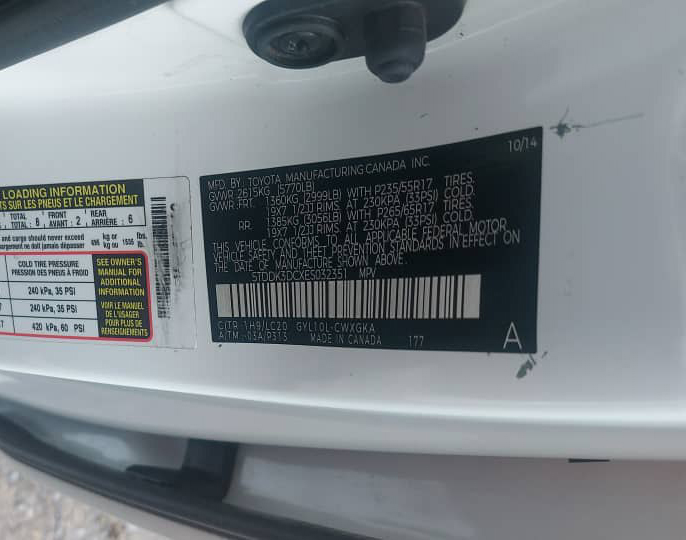 LOADING INFORMATION
TS SUR LES PNEUS ET LE CHARGEMENT
TOTAL : 8 FRONT AVANT : 2 REAR ARRIÈRE : 6
and cargo should never exceed kg or lbs.
kg ou lb.
COLD TIRE PRESSURE
PRESSION DES PNEUS À FROID
240 kPa, 35 PSI
240 kPa, 35 PSI
420 kPa, 60 PSI
SEE OWNER'S
MANUAL FOR
ADDITIONAL
INFORMATION
VOIR LE MANUEL
DE L'USAGER
POUR PLUS DE
RENSEIGNEMENTS
10/14
MFD. BY: TOYOTA MANUFACTURING CANADA INC.
GVWR 2615KG (5770LB)
GVWR FRT. 1360KG (2999LB) WITH P235/55R17 TIRES.
19X7 1/2JJ RIMS AT 230KPA (33PSI) COLD.
RR. 1385KG (3056LB) WITH P265/65R17 TIRES.
19X7 1/2JJ RIMS AT 230KPA (33PSI) COLD.
THIS VEHICLE CONFORMS TO ALL APPLICABLE FEDERAL MOTOR
VEHICLE SAFETY AND STANDARDS IN EFFECT ON
THE DATE OF MANUFACTURE SHOWN ABOVE.
5TDDK3DCXES032351 MPV
C/TR 1H9/LC20 GYL10L-CWXGKA
A/TM -03A/P313 MADE IN CANADA 177
A